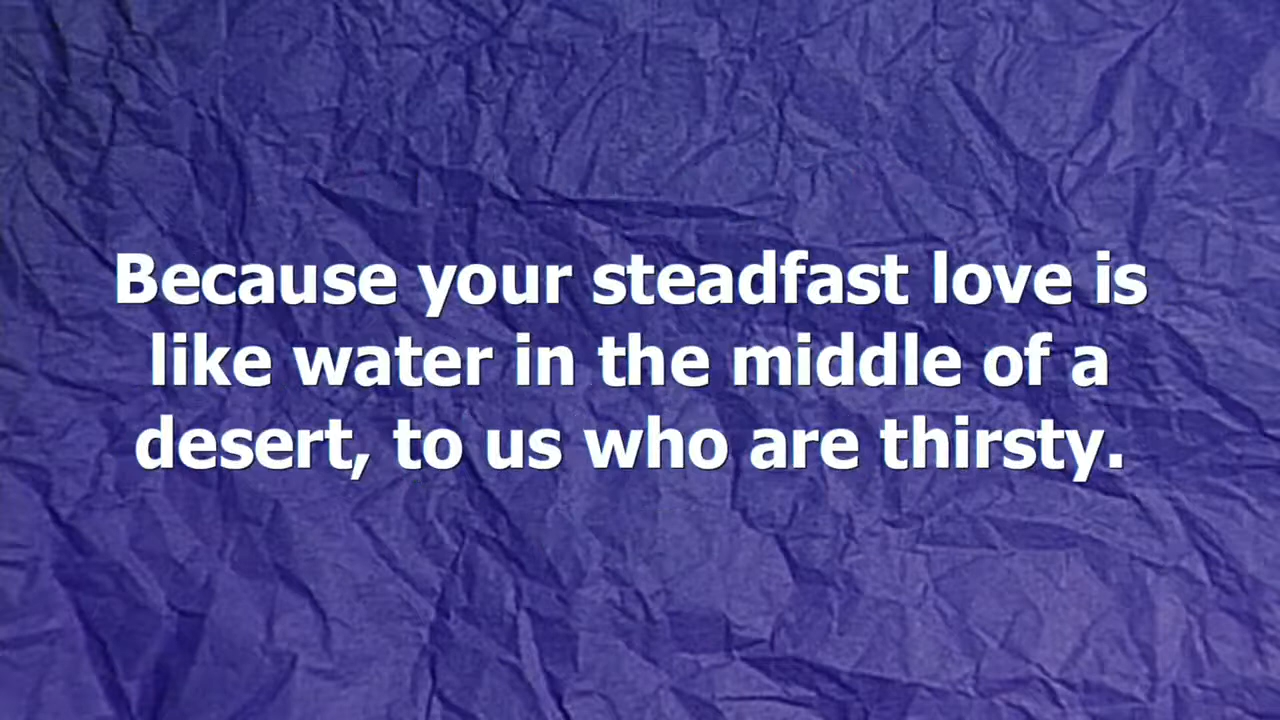 Because your steadfast love is
like water in the middle of a
desert, to us who are thirsty.